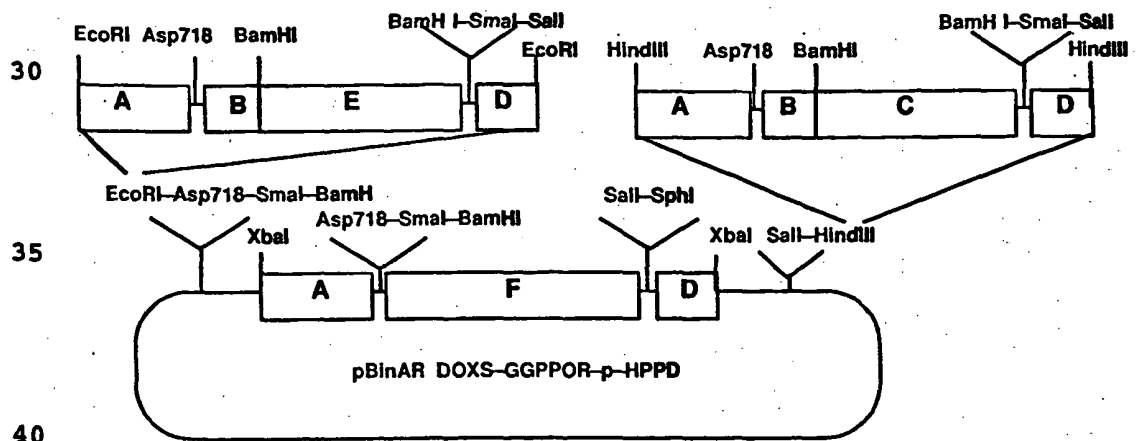 BamH I–SmaI–SalI
EcoRI Asp718 BamHI
EcoRI
A B E D
BamH I–SmaI–SalI
HindIII Asp718 BamHI
HindIII
A B C D
30
EcoRI–Asp718–SmaI–BamH
Asp718–SmaI–BamHI
SalI–SphI
XbaI
XbaI SalI–HindIII
35
A F D
pBinAR DOXS–GGPPOR–p–HPPD
40